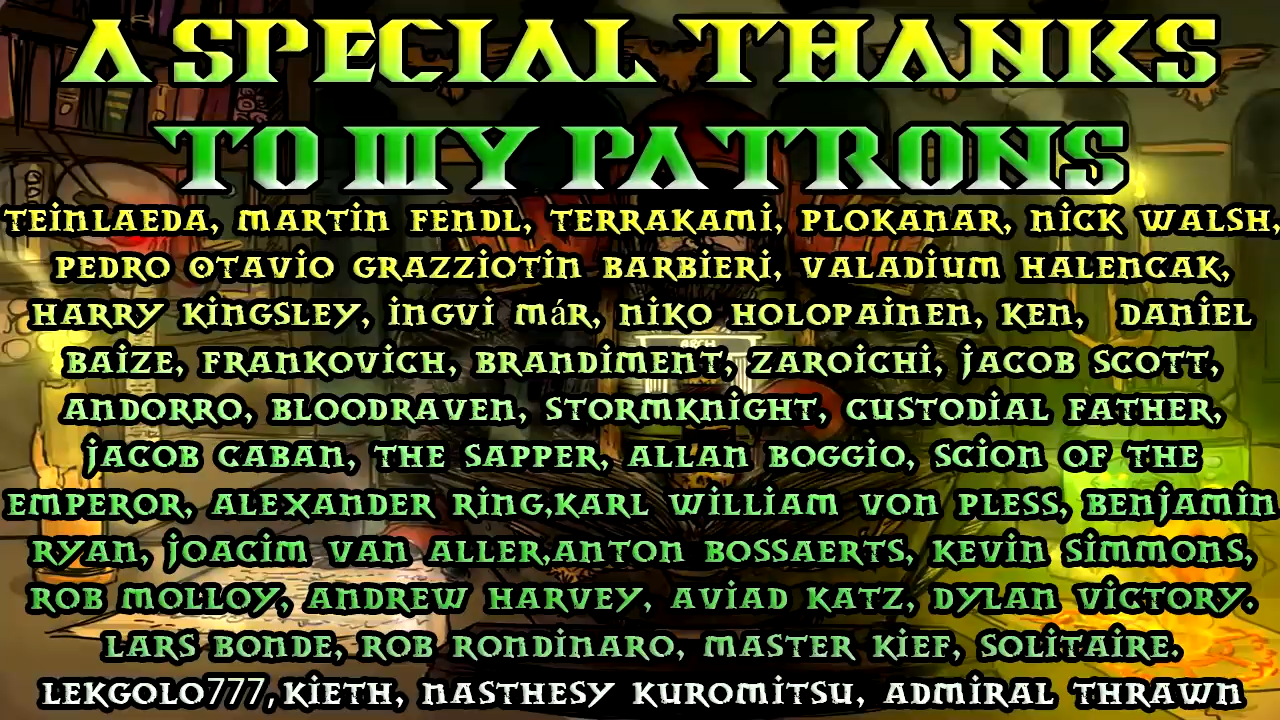 A SPECIAL THANKS
TO MY PATRONS
TEINLAEDA, MARTIN FENDL, TERRAKAMI, PLOKANAR, NICK WALSH,
PEDRO OTAVIO GRAZZIOTIN BARBIERI, VALADIUM HALENCAK,
HARRY KINGSLEY, INGVI MáR, NIKO HOLOPAINEN, KEN, DANIEL
BAIZE, FRANKOVICH, BRANDIMENT, ZAROICHI, JACOB SCOTT,
ANDORRO, BLOODRAVEN, STORMKNIGHT, CUSTODIAL FATHER,
JACOB CABAN, THE SAPPER, ALLAN BOGGIO, SCION OF THE
EMPEROR, ALEXANDER RING,KARL WILLIAM VON PLESS, BENJAMIN
RYAN, JOACIM VAN ALLER,ANTON BOSSAERTS, KEVIN SIMMONS,
ROB MOLLOY, ANDREW HARVEY, AVIAD KATZ, DYLAN VICTORY.
LARS BONDE, ROB RONDINARO, MASTER KIEF, SOLITAIRE.
LEKGOLO777,KIETH, NASTHESY KUROMITSU, ADMIRAL THRAWN
ARCH